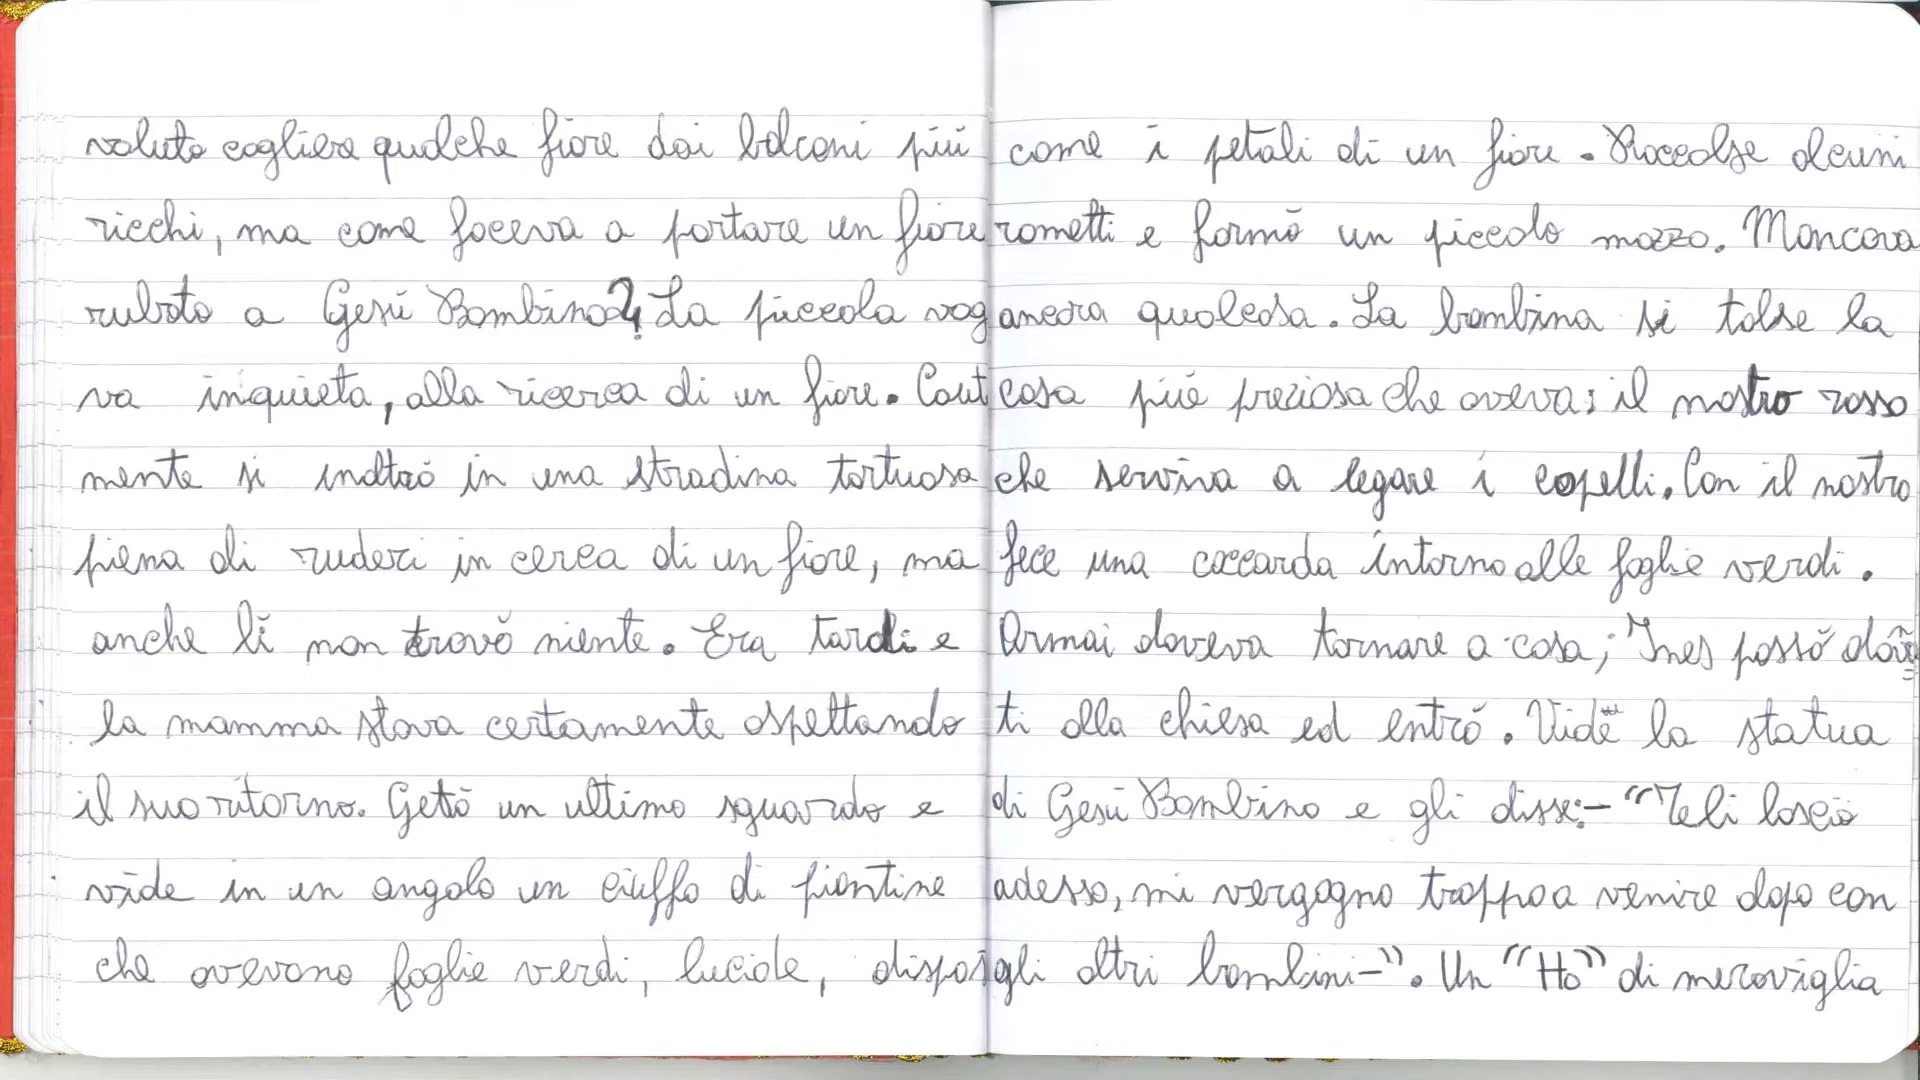 voluto cogliere qualche fiore dai balconi più
ricchi, ma come faceva a portare un fiore
rubato a Gesù Bambino? La piccola vag
va inquieta, alla ricerca di un fiore. Caut
mente si inoltrò in una stradina tortuosa
piena di ruderi in cerca di un fiore, ma
anche lì non trovò niente. Era tardi e
la mamma stava certamente aspettando
il suo ritorno. Gettò un ultimo sguardo e
vide in un angolo un ciuffo di piantine
che avevano foglie verdi, lucide, dispos
come i petali di un fiore. Raccolse alcuni
rametti e formò un piccolo mazzo. Mancava
ancora qualcosa. La bambina si tolse la
cosa più preziosa che aveva: il nastro rosso
che serviva a legare i capelli. Con il nastro
fece una coccarda intorno alle foglie verdi.
Ormai doveva tornare a casa; Ines passò davã
ti alla chiesa ed entrò. Vide la statua
di Gesù Bambino e gli disse:-"Te li lascio
adesso, mi vergogno troppo a venire dopo con
gli altri bambini-". Un "Ho" di meraviglia